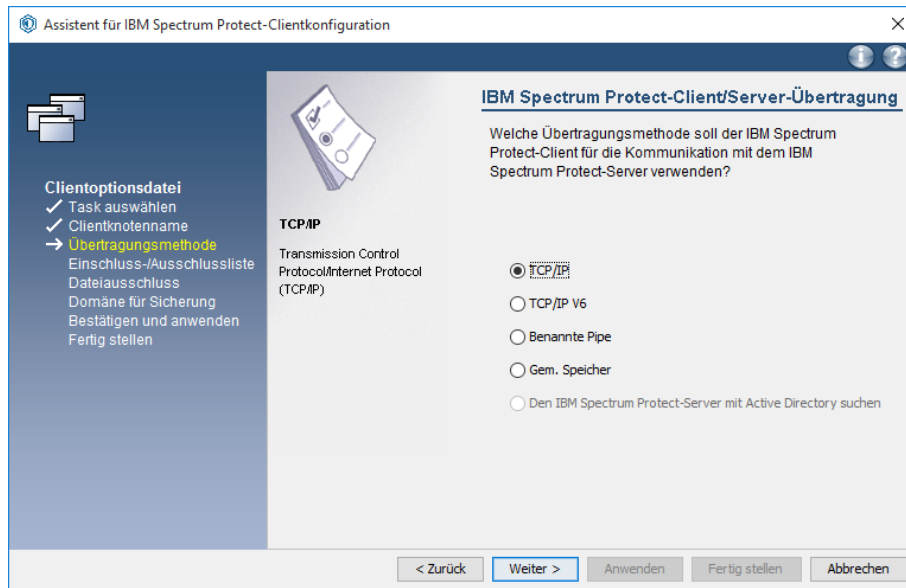 Assistent für IBM Spectrum Protect-Clientkonfiguration
Clientoptionsdatei
Task auswählen
Clientknotenname
Übertragungsmethode
Einschluss-/Ausschlussliste
Dateiausschluss
Domäne für Sicherung
Bestätigen und anwenden
Fertig stellen
TCP/IP
Transmission Control
Protocol/Internet Protocol
(TCP/IP)
IBM Spectrum Protect-Client/Server-Übertragung
Welche Übertragungsmethode soll der IBM Spectrum
Protect-Client für die Kommunikation mit dem IBM
Spectrum Protect-Server verwenden?
TCP/IP
TCP/IP V6
Benannte Pipe
Gem. Speicher
Den IBM Spectrum Protect-Server mit Active Directory suchen
< Zurück
Weiter >
Anwenden
Fertig stellen
Abbrechen